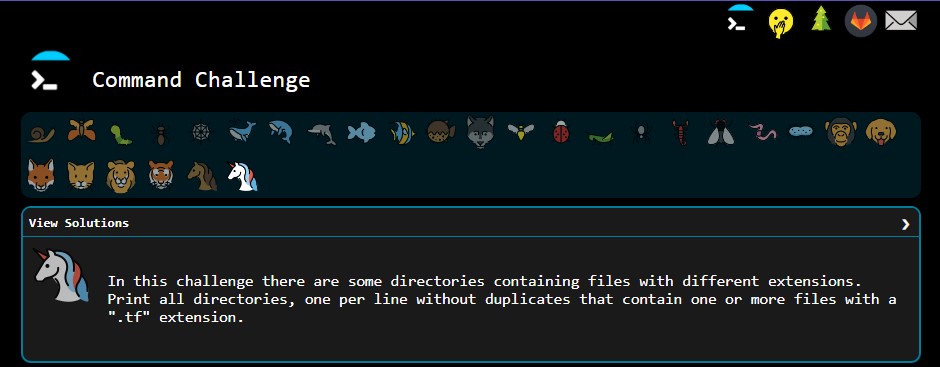 Command Challenge
View Solutions
In this challenge there are some directories containing files with different extensions.
Print all directories, one per line without duplicates that contain one or more files with a
".tf" extension.